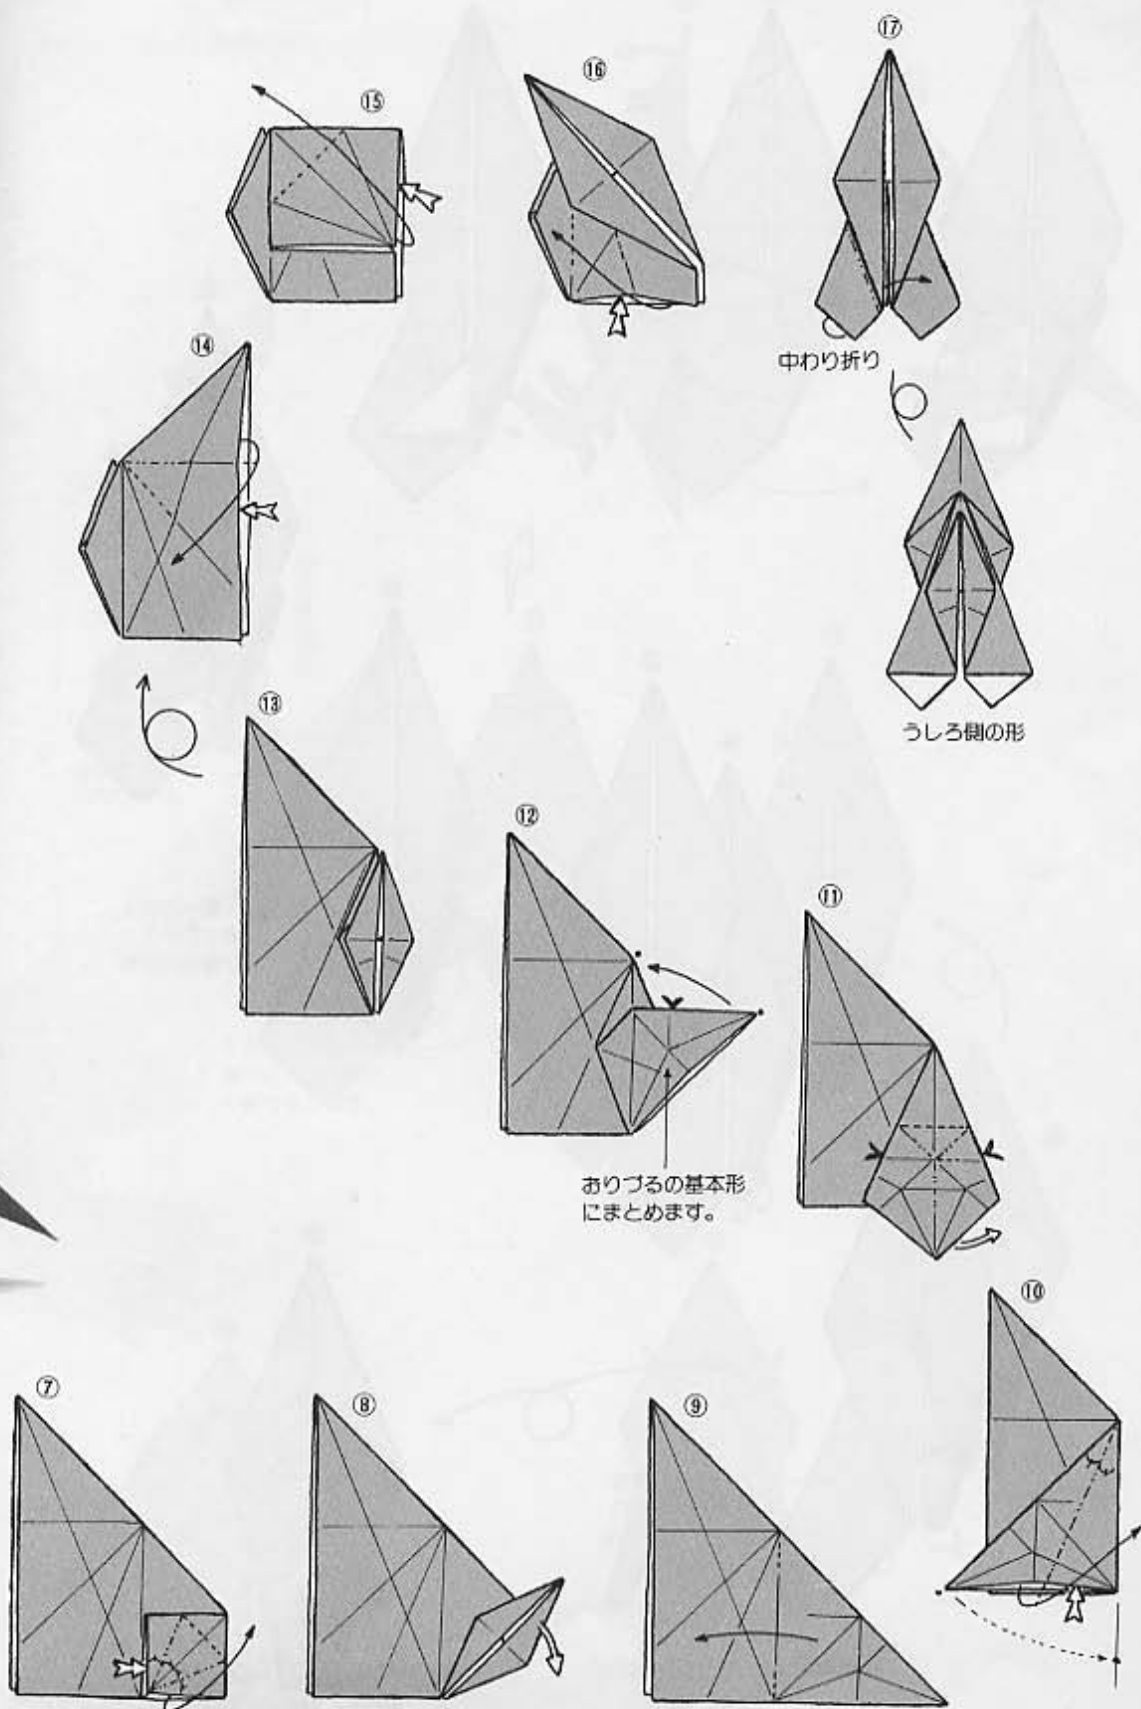 ⑰
⑯
⑮
中わり折り
⑭
うしろ側の形
⑬
⑫
⑪
おりづるの基本形
にまとめます。
⑩
⑦
⑧
⑨